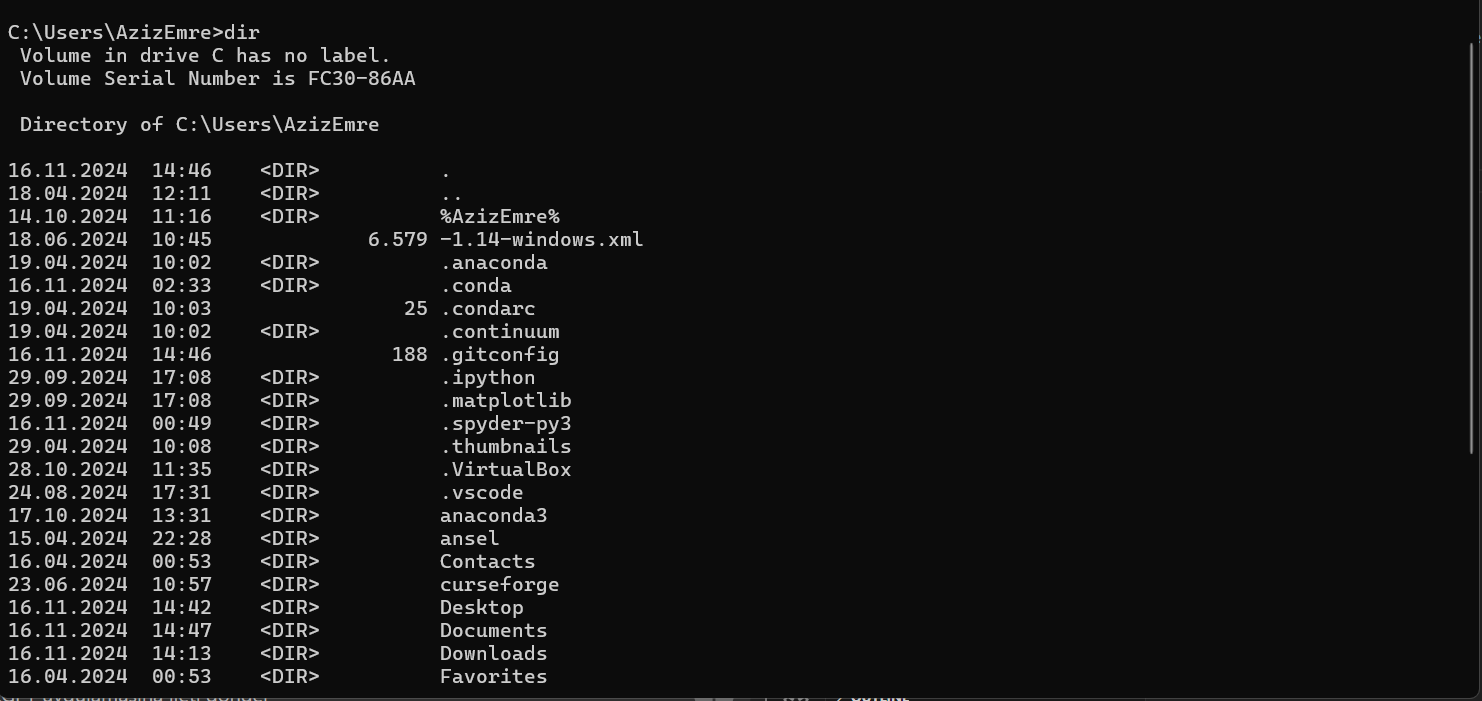 C:\Users\AzizEmre>dir
 Volume in drive C has no label.
 Volume Serial Number is FC30-86AA

 Directory of C:\Users\AzizEmre

16.11.2024  14:46    <DIR>          .
18.04.2024  12:11    <DIR>          ..
14.10.2024  11:16    <DIR>          %AzizEmre%
18.06.2024  10:45             6.579 -1.14-windows.xml
19.04.2024  10:02    <DIR>          .anaconda
16.11.2024  02:33    <DIR>          .conda
19.04.2024  10:03                25 .condarc
19.04.2024  10:02    <DIR>          .continuum
16.11.2024  14:46               188 .gitconfig
29.09.2024  17:08    <DIR>          .ipython
29.09.2024  17:08    <DIR>          .matplotlib
16.11.2024  00:49    <DIR>          .spyder-py3
29.04.2024  10:08    <DIR>          .thumbnails
28.10.2024  11:35    <DIR>          .VirtualBox
24.08.2024  17:31    <DIR>          .vscode
17.10.2024  13:31    <DIR>          anaconda3
15.04.2024  22:28    <DIR>          ansel
16.04.2024  00:53    <DIR>          Contacts
23.06.2024  10:57    <DIR>          curseforge
16.11.2024  14:42    <DIR>          Desktop
16.11.2024  14:47    <DIR>          Documents
16.11.2024  14:13    <DIR>          Downloads
16.04.2024  00:53    <DIR>          Favorites